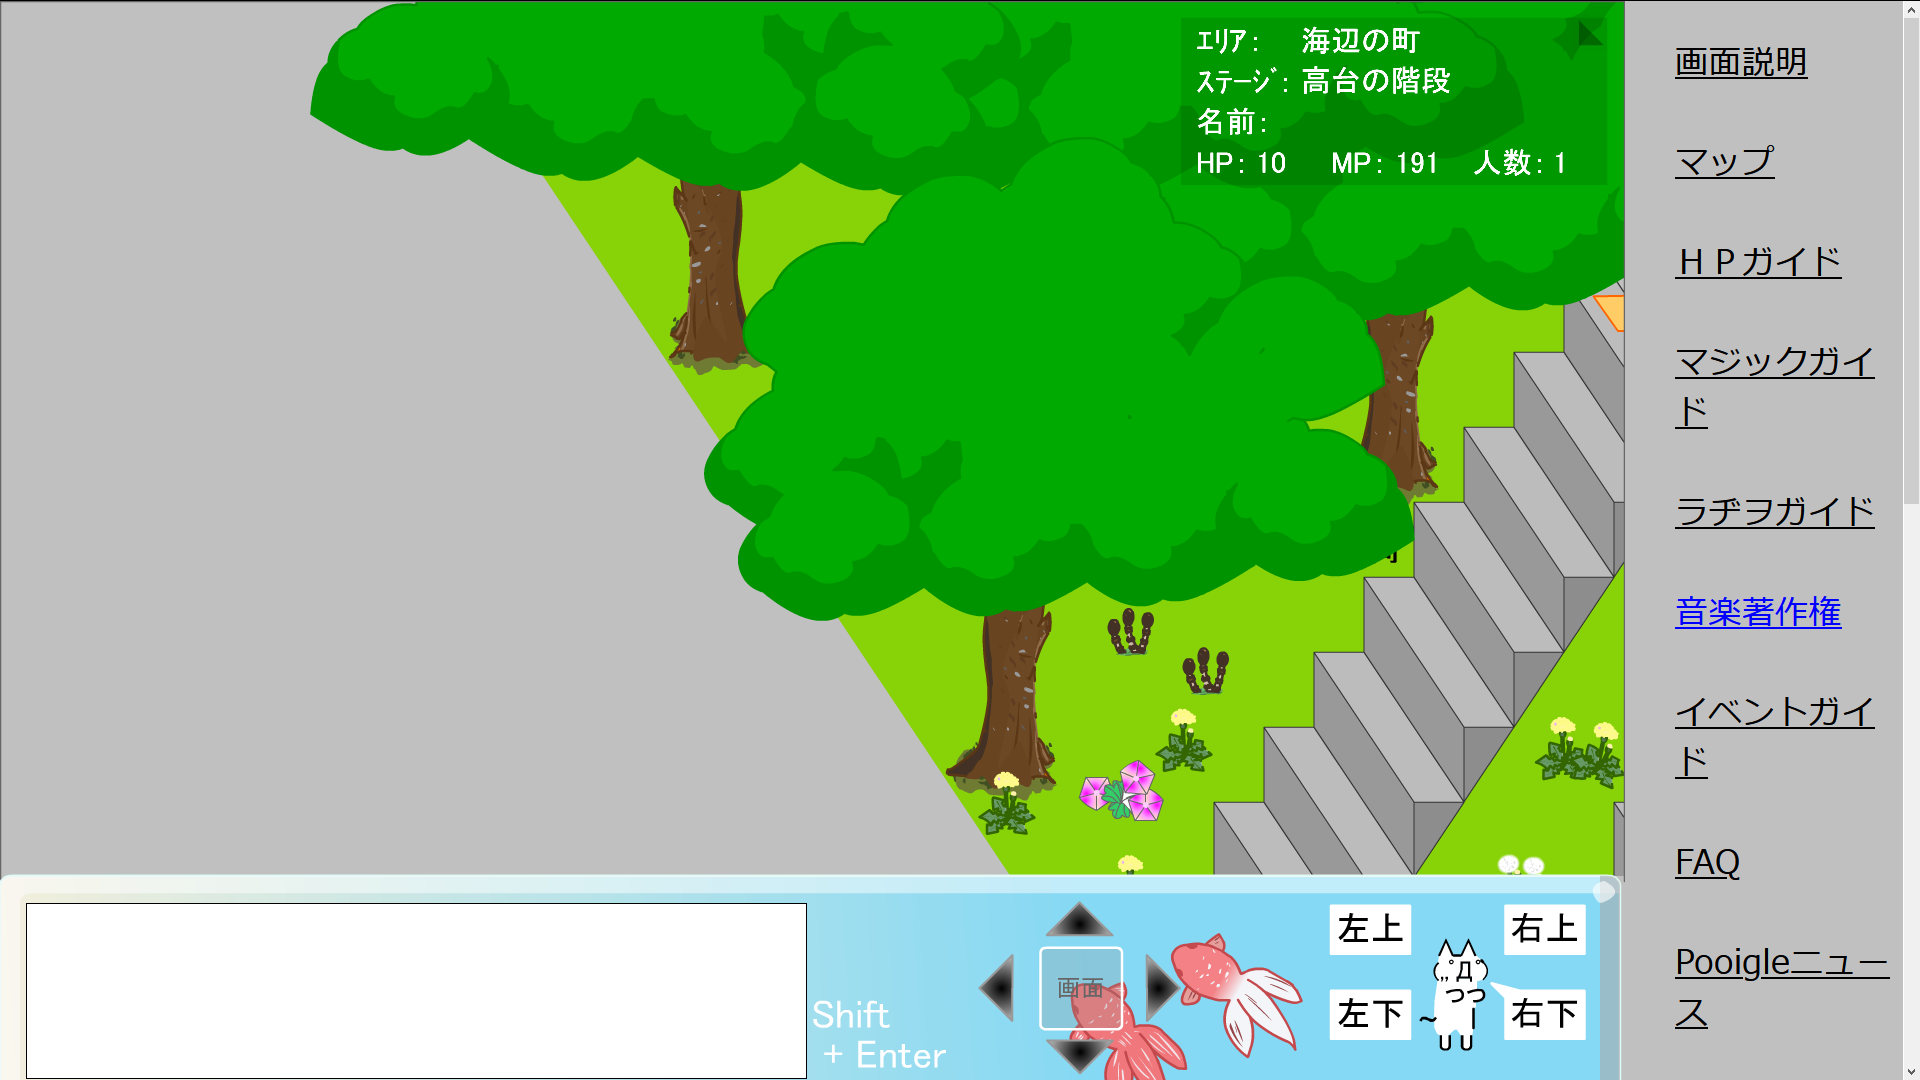 ｴﾘｱ: 海辺の町
ｽﾃｰｼﾞ: 高台の階段
名前:
HP: 10 MP: 191 人数: 1
画面説明
マップ
ＨＰガイド
マジックガイ
ド
ラヂヲガイド
音楽著作権
イベントガイ
ド
FAQ
Pooigleニュー
ス
Shift
+ Enter
画面
左上
右上
左下
右下